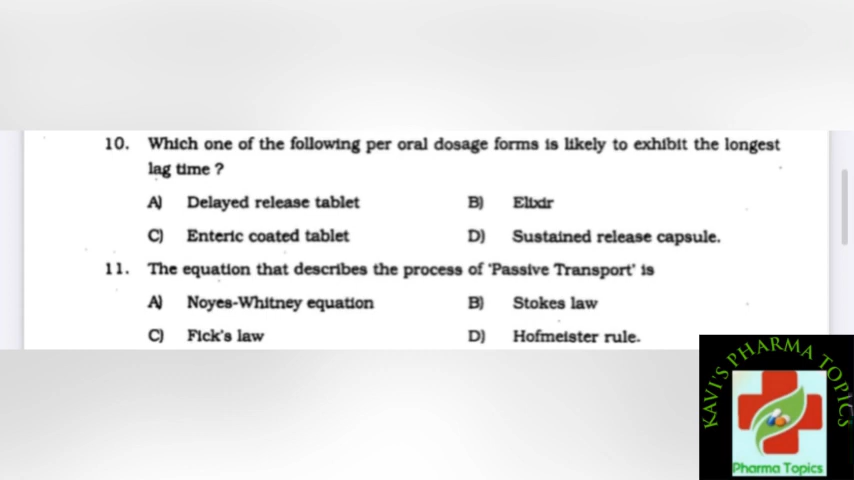 10. Which one of the following per oral dosage forms is likely to exhibit the longest
lag time ?
A) Delayed release tablet B) Elixir
C) Enteric coated tablet D) Sustained release capsule.
11. The equation that describes the process of 'Passive Transport' is
A) Noyes-Whitney equation B) Stokes law
C) Fick's law D) Hofmeister rule.
KAVI'S PHARMA TOPICS
Pharma Topics